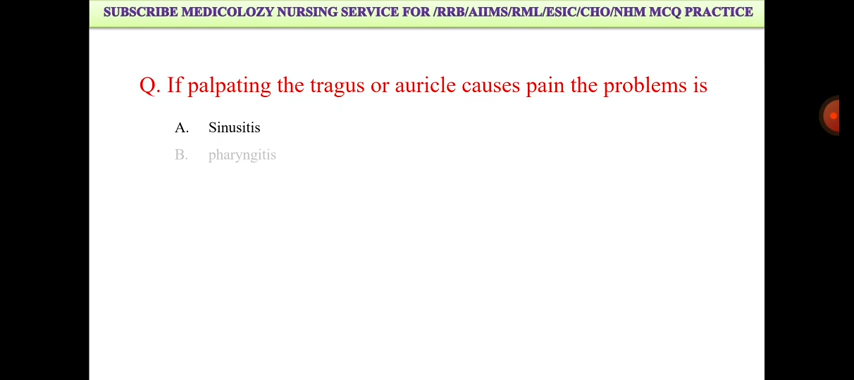 SUBSCRIBE MEDICOLOZY NURSING SERVICE FOR /RRB/AIIMS/RML/ESIC/CHO/NHM MCQ PRACTICE
Q. If palpating the tragus or auricle causes pain the problems is
A. Sinusitis
B. pharyngitis